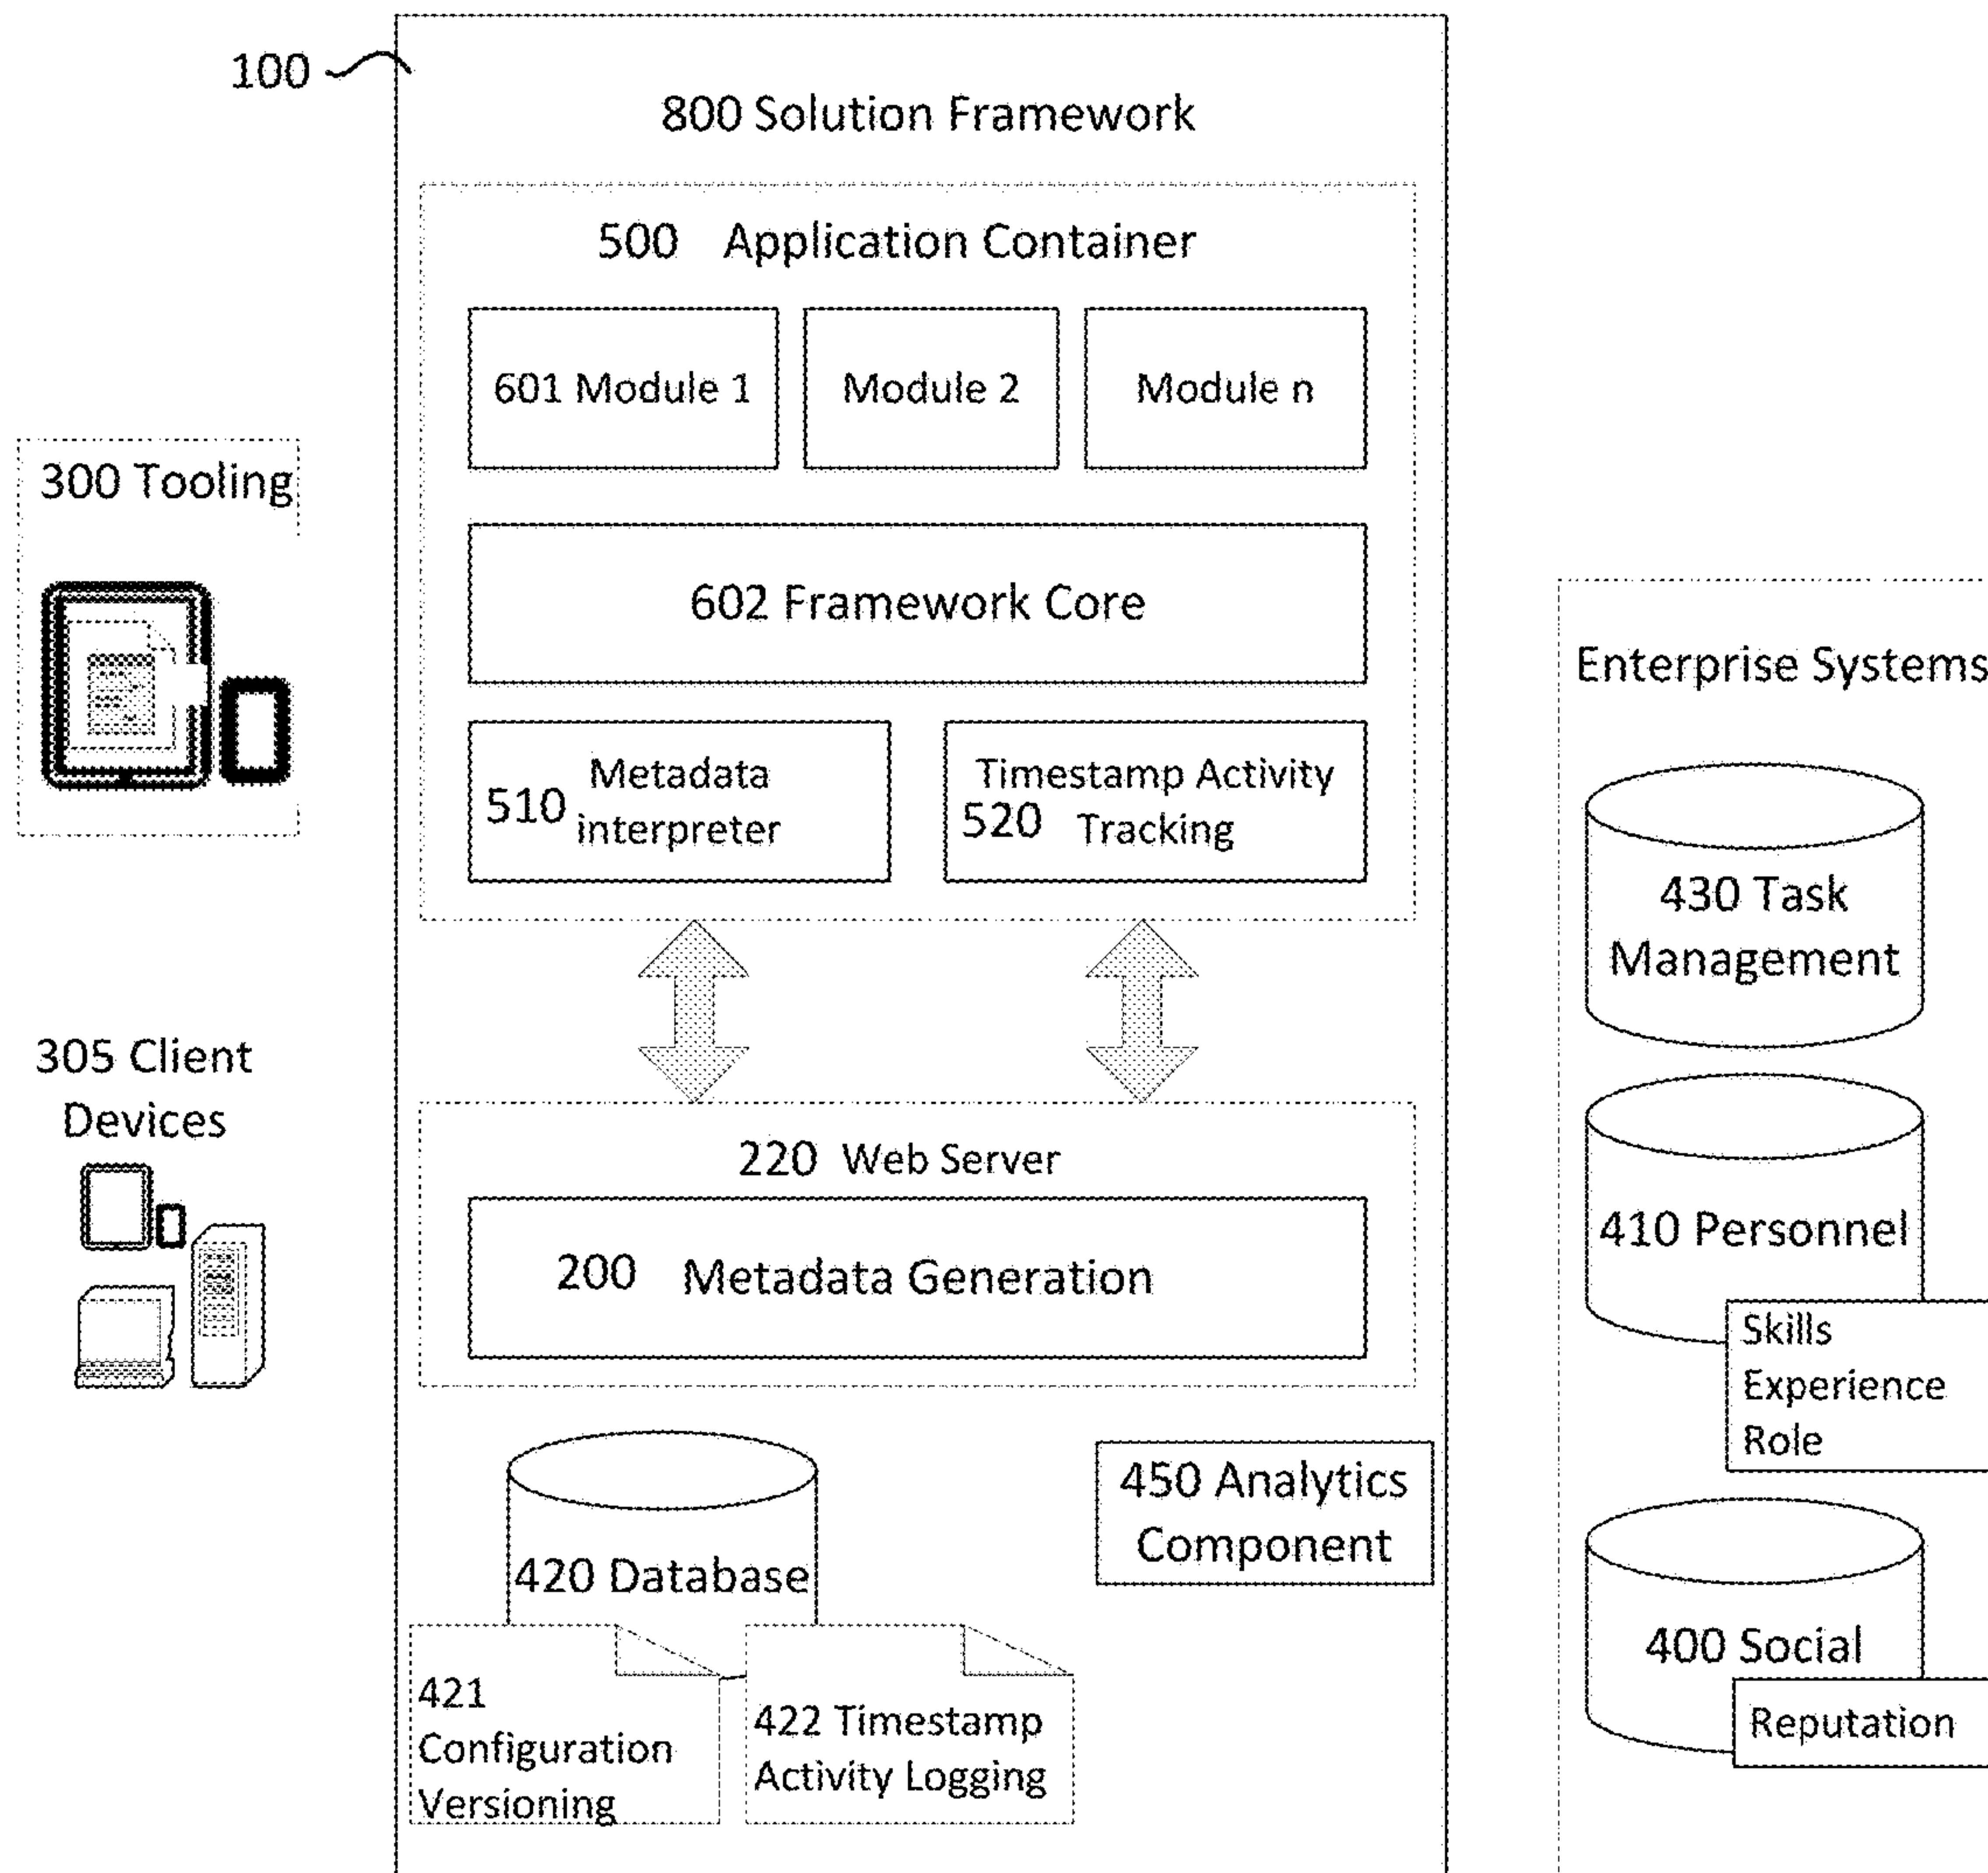 100
800 Solution Framework
500 Application Container
601 Module 1
Module 2
Module n
300 Tooling
602 Framework Core
Enterprise Systems
510 Metadata
interpreter
Timestamp Activity
520 Tracking
430 Task
Management
305 Client
Devices
220 Web Server
200 Metadata Generation
410 Personnel
Skills
Experience
Role
450 Analytics
Component
420 Database
400 Social
Reputation
421
Configuration
Versioning
422 Timestamp
Activity Logging